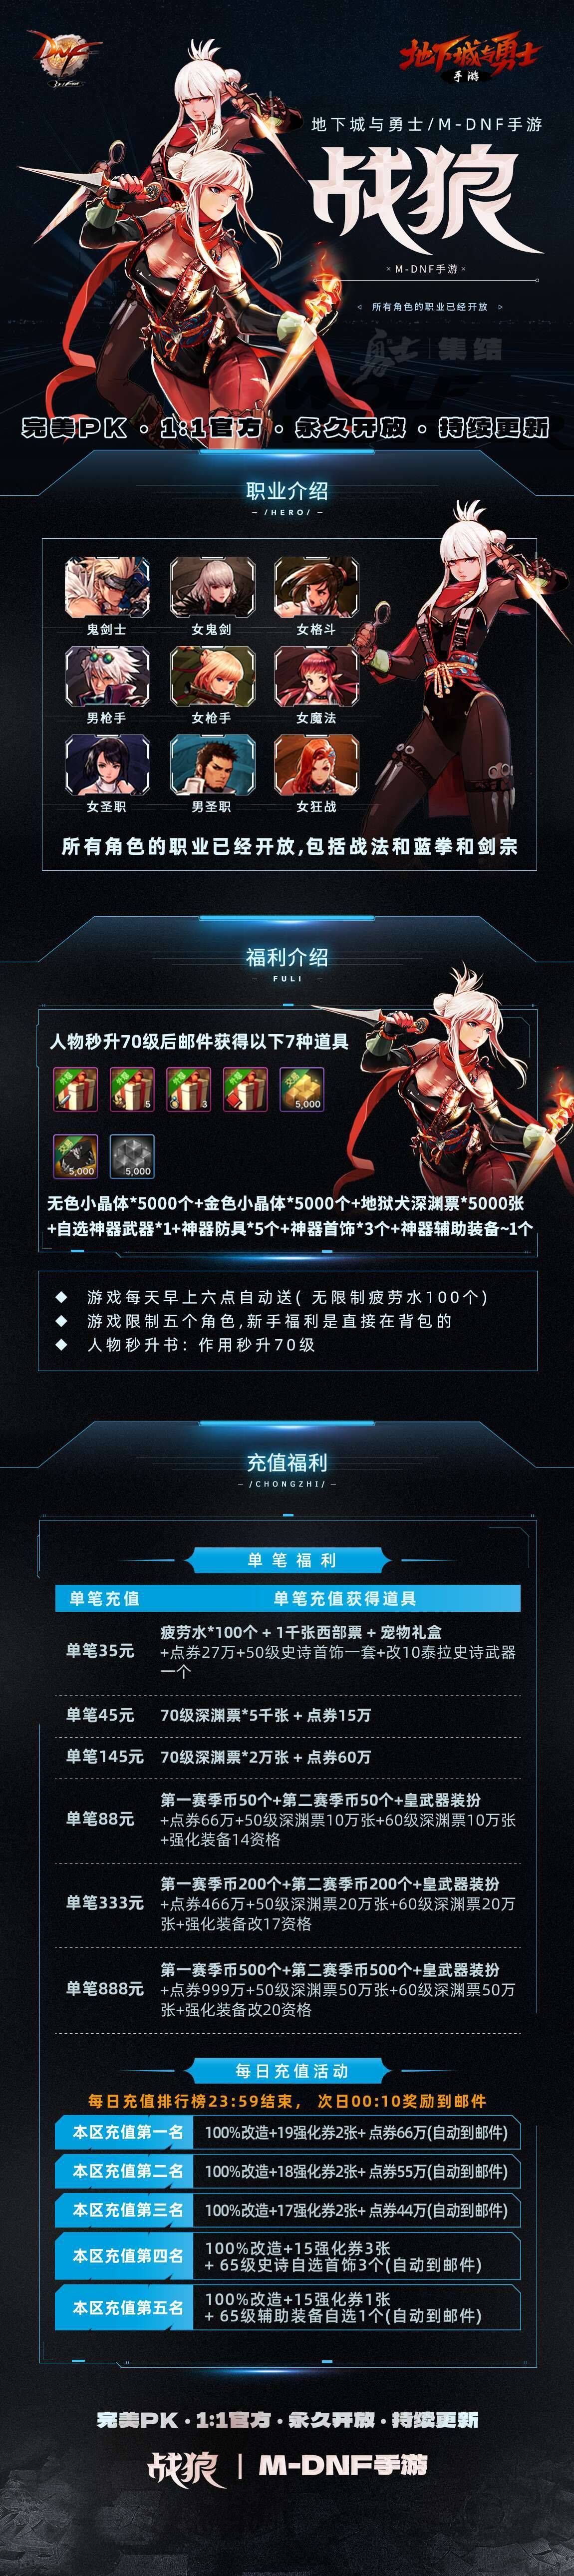 DNF
地下城与勇士
手游
地下城与勇士/M-DNF手游
战狼
×M-DNF手游×
所有角色的职业已经开放
勇士|集结
WOLF
完美PK · 1:1官方 · 永久开放 · 持续更新
职业介绍
— /HERO/ —
鬼剑士 女鬼剑 女格斗
男枪手 女枪手 女魔法
女圣职 男圣职 女狂战
所有角色的职业已经开放,包括战法和蓝拳和剑宗
福利介绍
— FULI —
人物秒升70级后邮件获得以下7种道具
5 3 5,000
5,000 5,000
无色小晶体*5000个+金色小晶体*5000个+地狱犬深渊票*5000张
+自选神器武器*1+神器防具*5个+神器首饰*3个+神器辅助装备~1个
◆ 游戏每天早上六点自动送( 无限制疲劳水100个)
◆ 游戏限制五个角色,新手福利是直接在背包的
◆ 人物秒升书: 作用秒升70级
充值福利
— /CHONGZHI/ —
单笔福利
单笔充值 单笔充值获得道具
单笔35元
疲劳水*100个 + 1千张西部票 + 宠物礼盒
+点券27万+50级史诗首饰一套+改10泰拉史诗武器
一个
单笔45元 70级深渊票*5千张 + 点券15万
单笔145元 70级深渊票*2万张 + 点券60万
单笔88元
第一赛季币50个+第二赛季币50个+皇武器装扮
+点券66万+50级深渊票10万张+60级深渊票10万张
+强化装备14资格
单笔333元
第一赛季币200个+第二赛季币200个+皇武器装扮
+点券466万+50级深渊票20万张+60级深渊票20万
张+强化装备改17资格
单笔888元
第一赛季币500个+第二赛季币500个+皇武器装扮
+点券999万+50级深渊票50万张+60级深渊票50万
张+强化装备改20资格
每日充值活动
每日充值排行榜23:59结束, 次日00:10奖励到邮件
本区充值第一名 100%改造+19强化券2张+ 点券66万(自动到邮件)
本区充值第二名 100%改造+18强化券2张+ 点券55万(自动到邮件)
本区充值第三名 100%改造+17强化券2张+ 点券44万(自动到邮件)
本区充值第四名
100%改造+15强化券3张
+ 65级史诗自选首饰3个(自动到邮件)
本区充值第五名
100%改造+15强化券1张
+ 65级辅助装备自选1个(自动到邮件)
完美PK · 1:1官方 · 永久开放 · 持续更新
战狼 | M-DNF手游